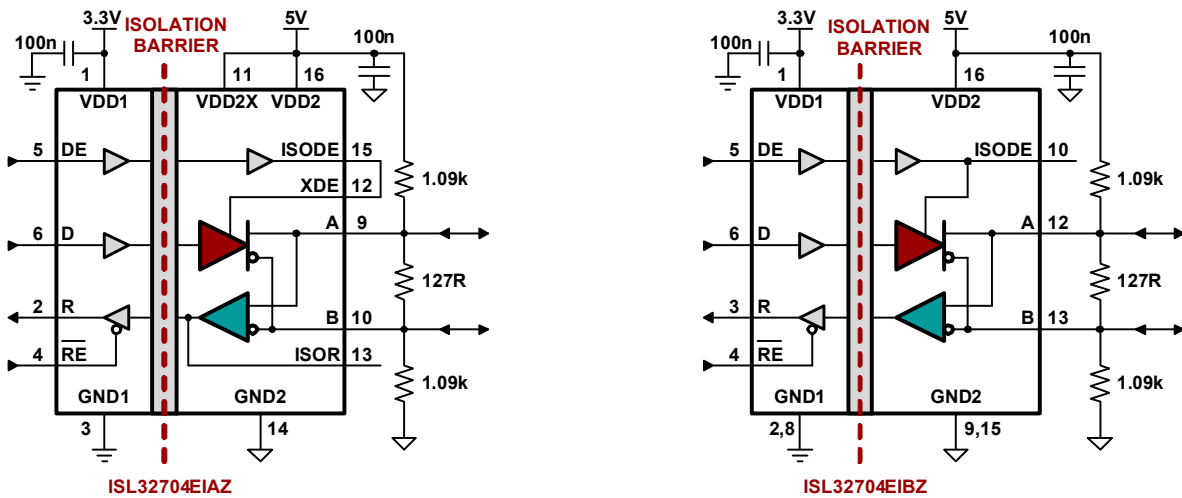 3.3V
ISOLATION
BARRIER
5V
100n
100n
1
11
16
VDD1
VDD2X
VDD2
5
DE
ISODE
15
XDE
12
1.09k
A
9
6
D
127R
2
R
B
10
4
RE
ISOR
13
1.09k
GND1
GND2
3
14
ISL32704EIAZ
3.3V
ISOLATION
BARRIER
5V
100n
100n
1
16
VDD1
VDD2
5
DE
ISODE
10
1.09k
A
12
6
D
127R
3
R
B
13
4
RE
1.09k
GND1
GND2
2,8
9,15
ISL32704EIBZ